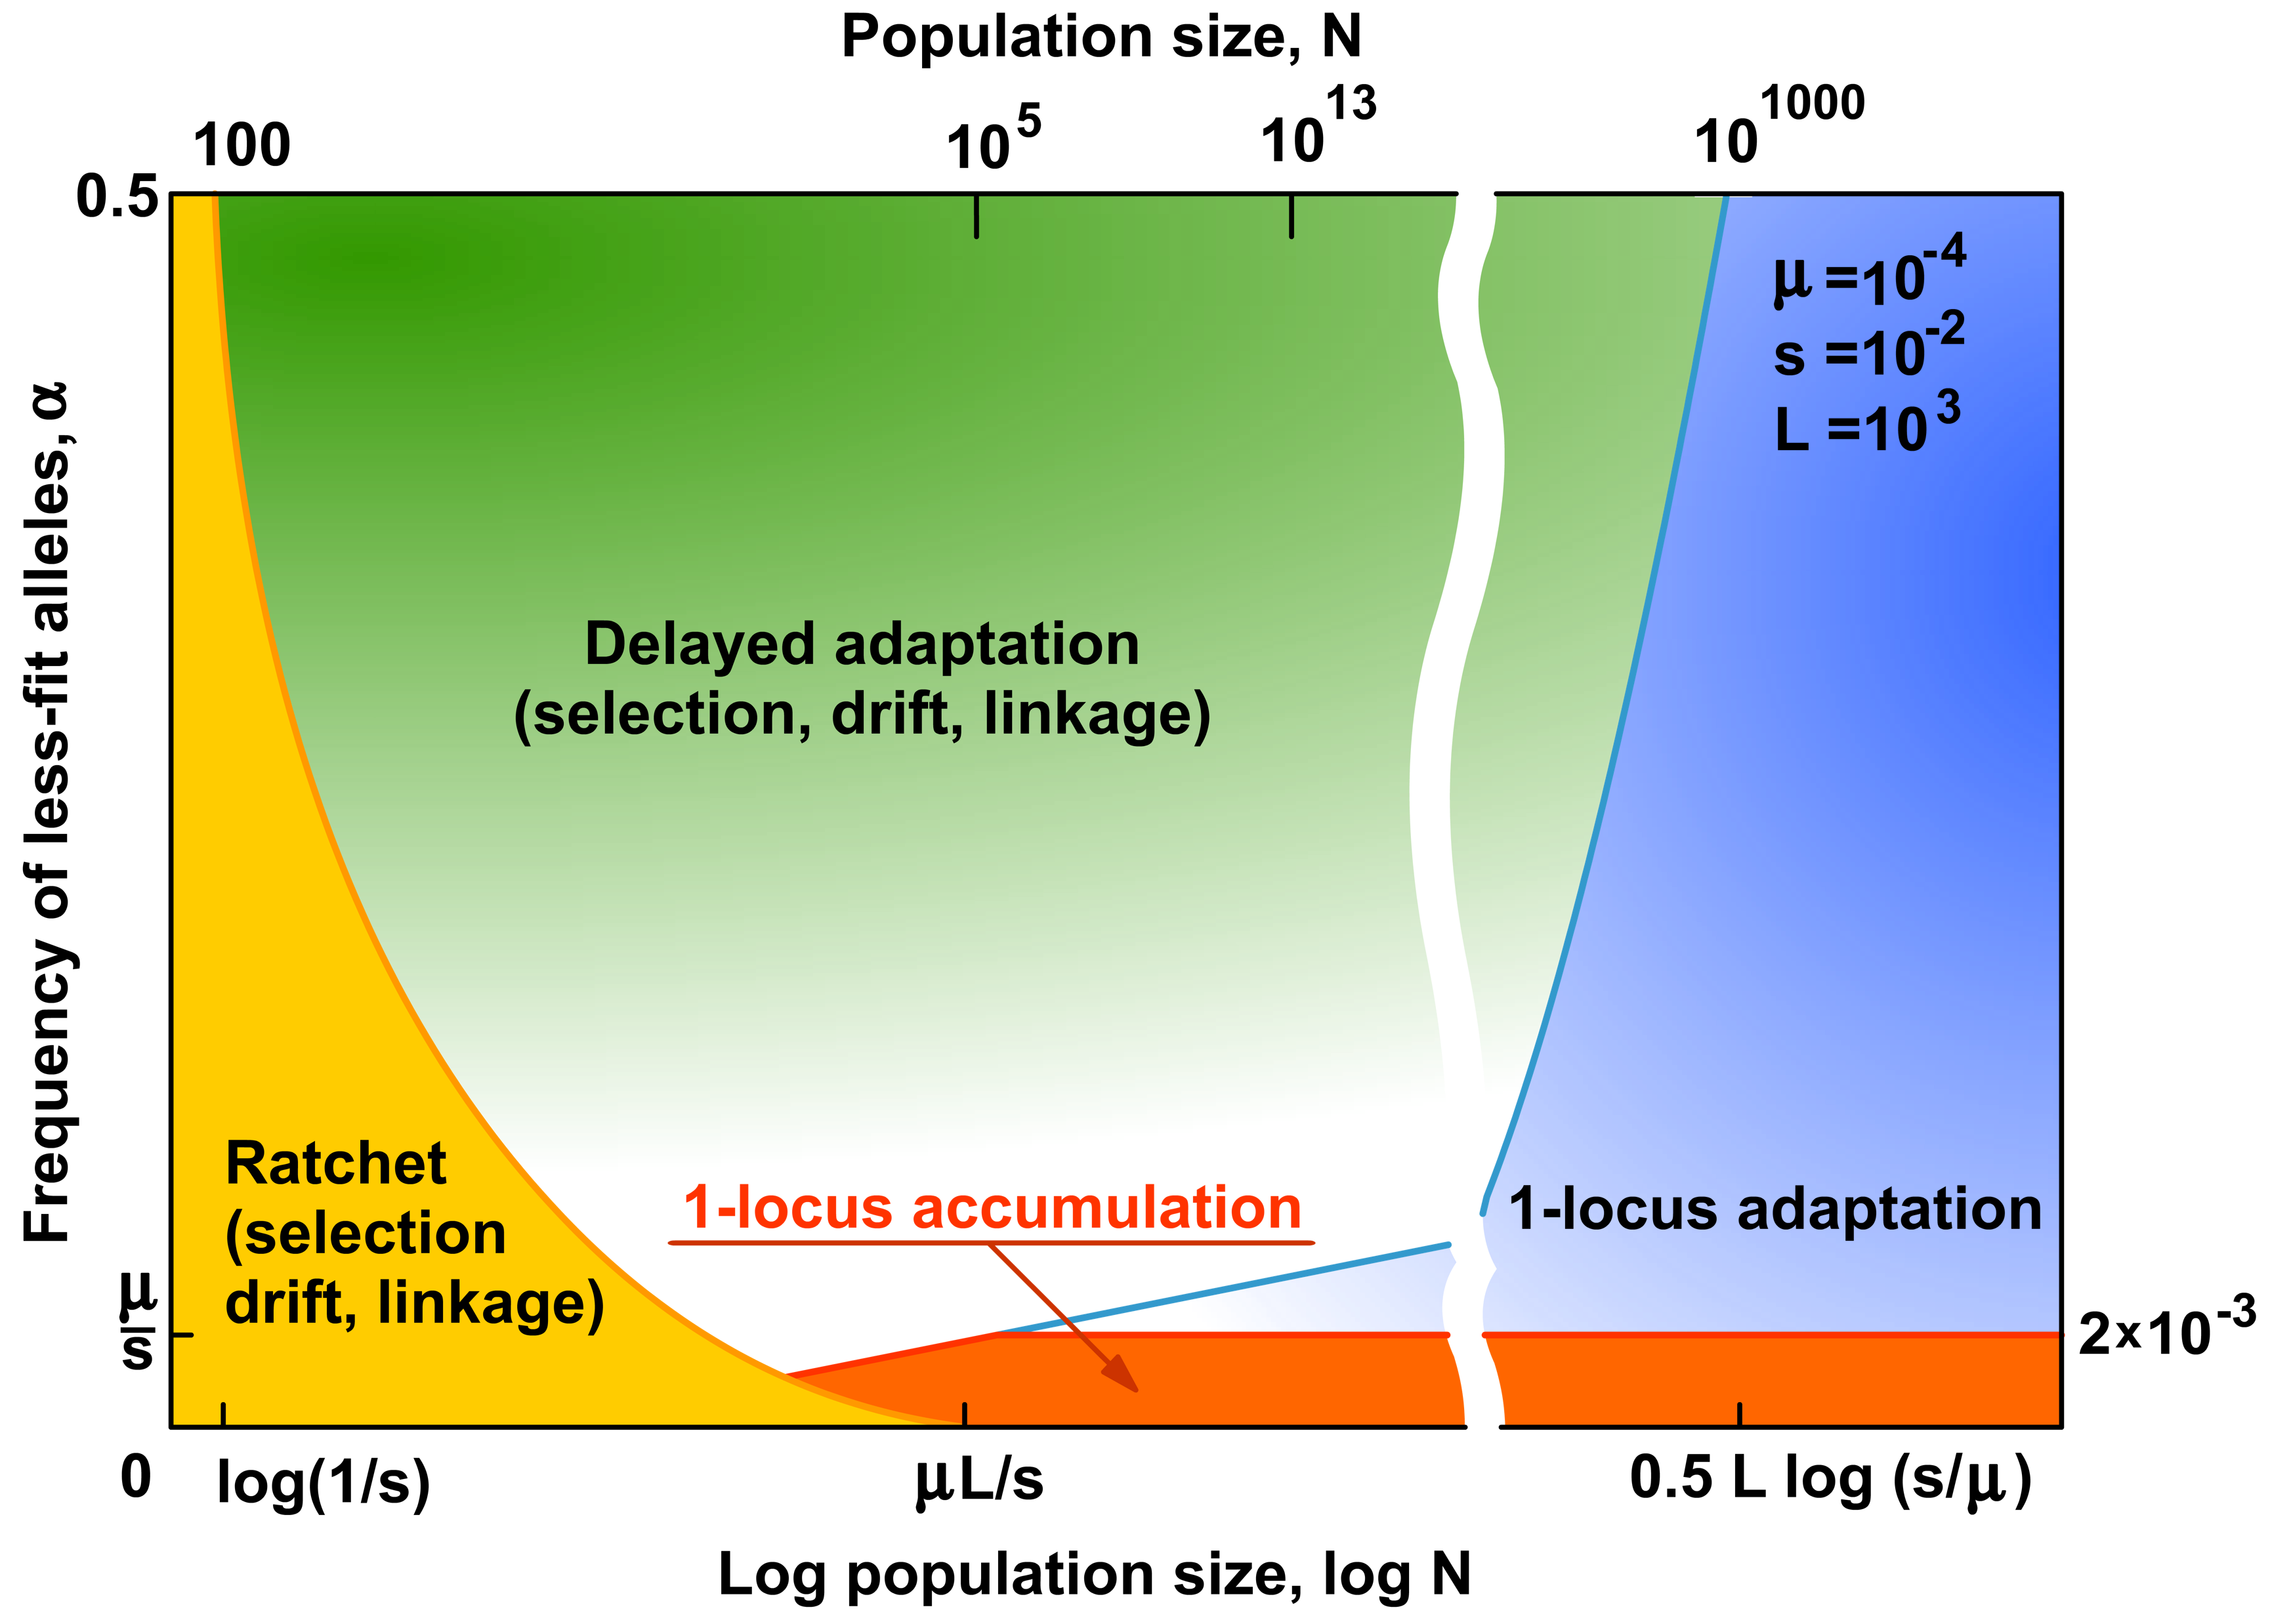 Population size, N
100
10^5
10^13
10^1000
0.5
μ =10^-4
s =10^-2
L =10^3
Frequency of less-fit alleles, α
Delayed adaptation
(selection, drift, linkage)
Ratchet
(selection
drift, linkage)
1-locus accumulation
1-locus adaptation
μ
s
2×10^-3
0
log(1/s)
μL/s
0.5 L log (s/μ)
Log population size, log N